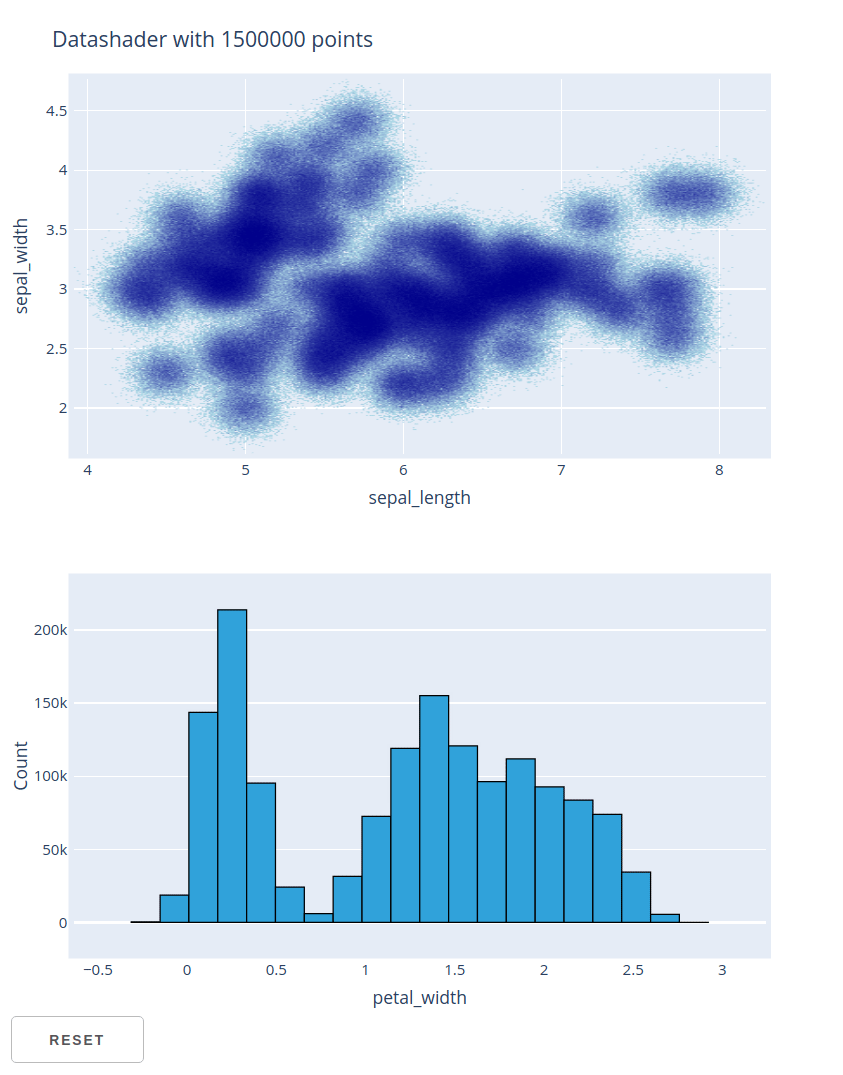 Datashader with 1500000 points
4.5
4
3.5
3
2.5
2
sepal_width
4 5 6 7 8
sepal_length
200k
150k
100k
50k
0
Count
−0.5 0 0.5 1 1.5 2 2.5 3
petal_width
RESET